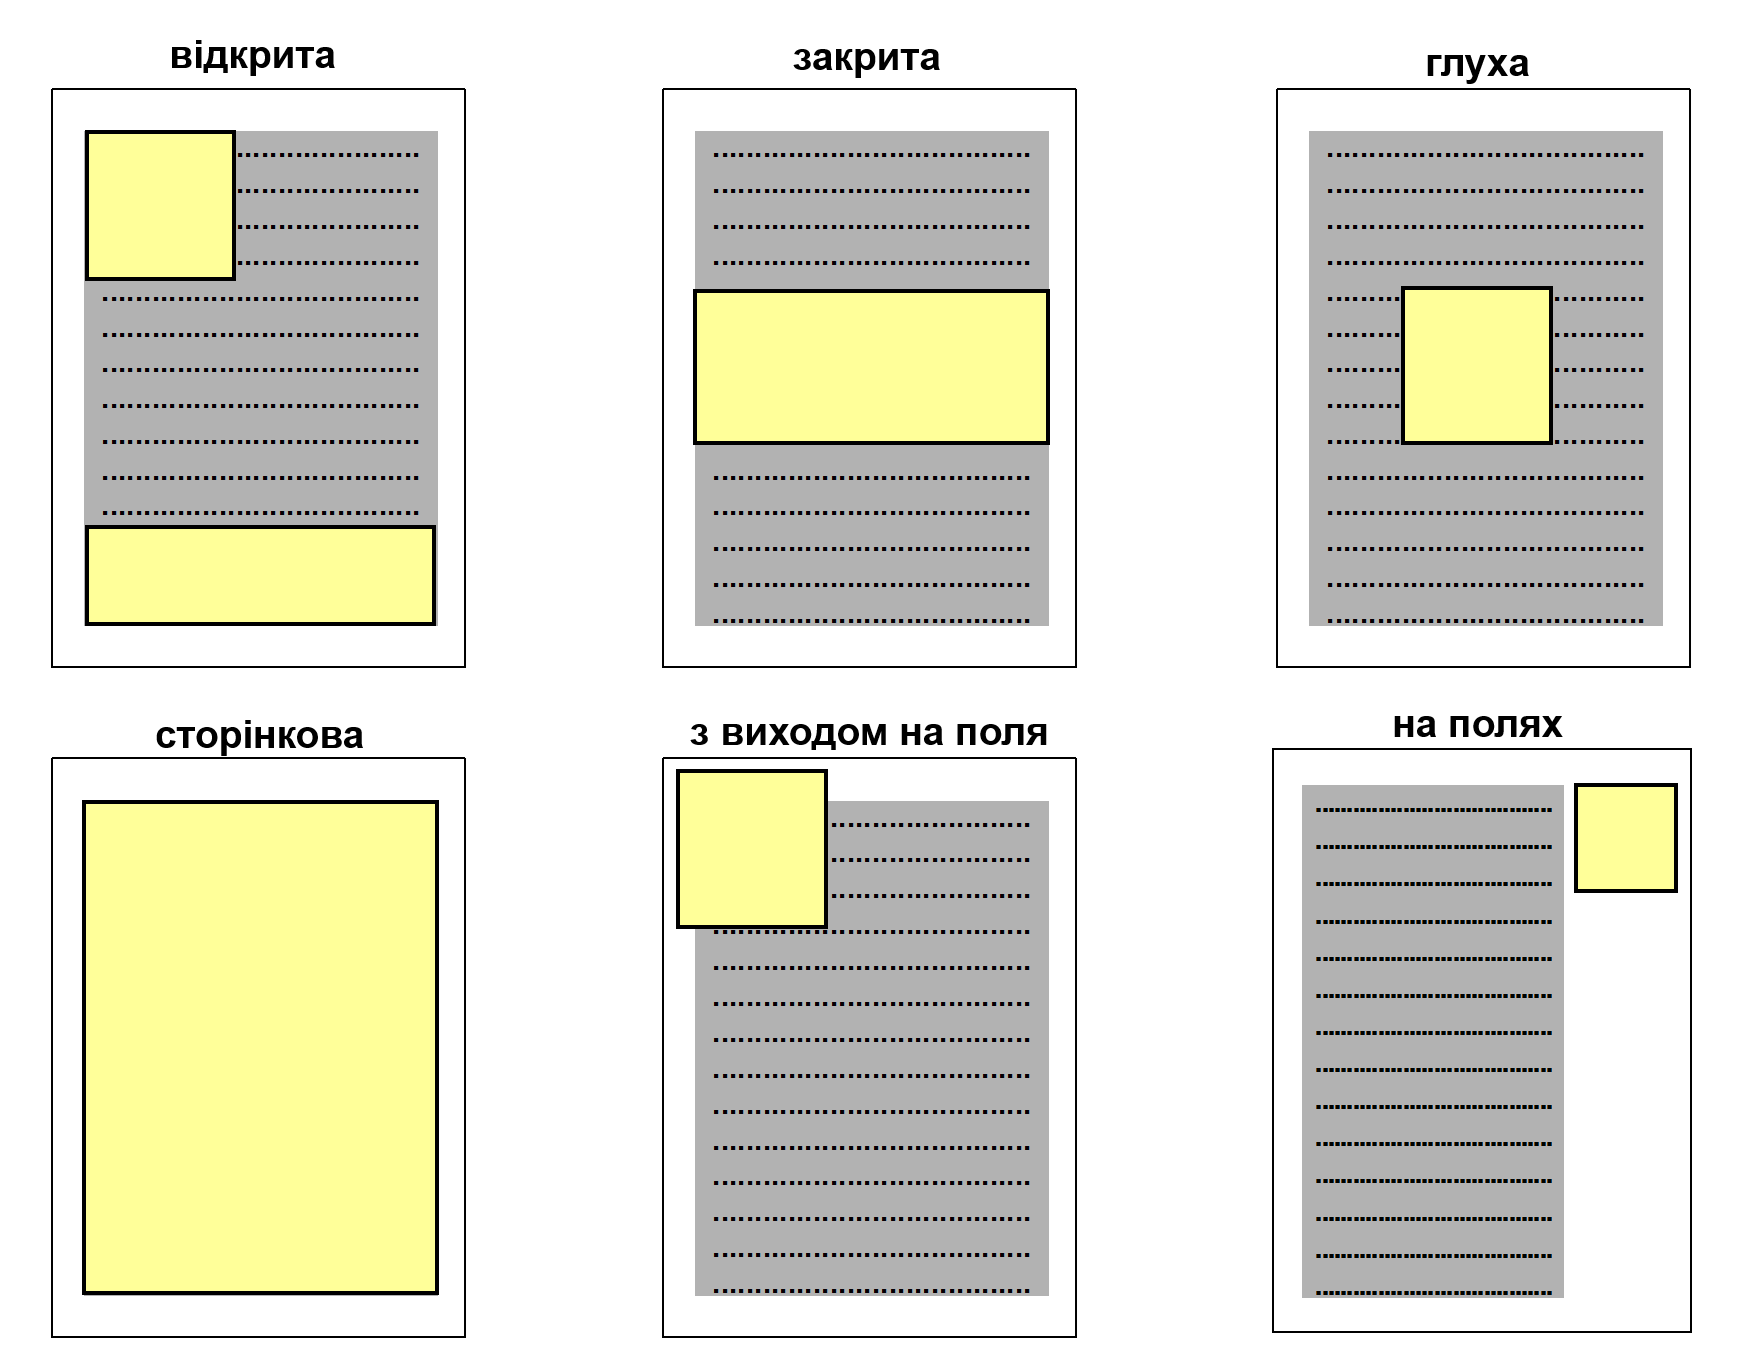 відкрита
закрита
глуха
сторінкова
з виходом на поля
на полях